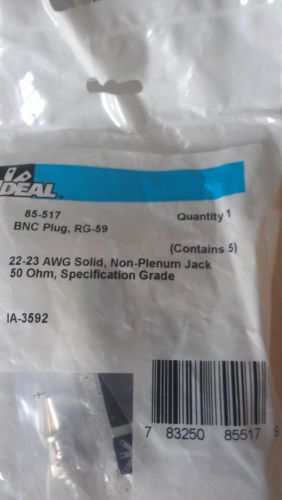 IDEAL
85-517
Quantity 1
BNC Plug, RG-59
(Contains 5)
22-23 AWG Solid, Non-Plenum Jack
50 Ohm, Specification Grade
IA-3592
7 83250 85517 9